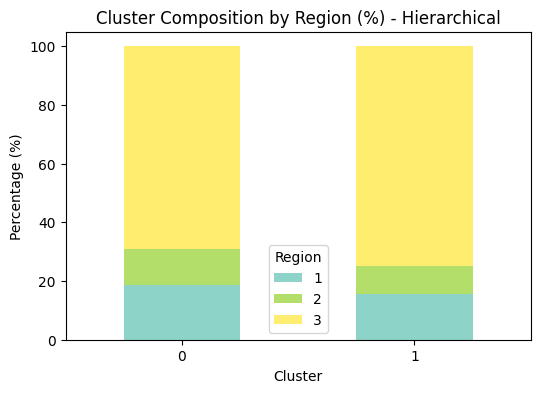 Cluster Composition by Region (%) - Hierarchical
Percentage (%)
100
80
60
40
20
0
Region
1
2
3
0
1
Cluster